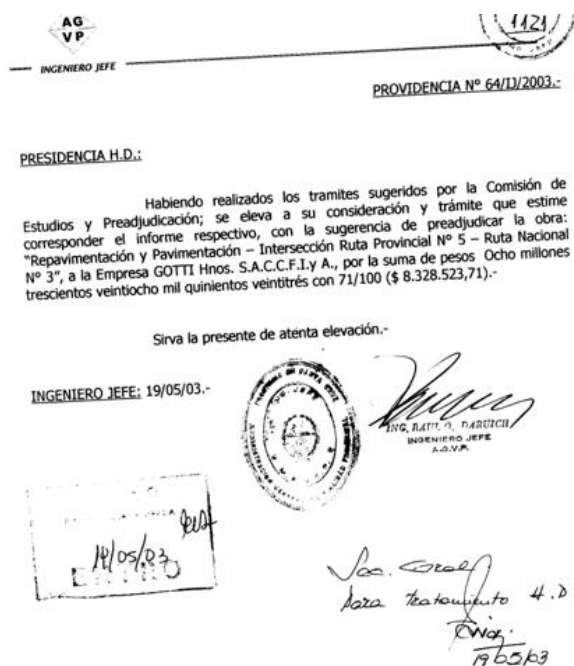 AG
VP
1121
INGENIERO JEFE
PROVIDENCIA Nº 64/IJ/2003.-
PRESIDENCIA H.D.:
Habiendo realizados los tramites sugeridos por la Comisión de
Estudios y Preadjudicación; se eleva a su consideración y trámite que estime
corresponder el informe respectivo, con la sugerencia de preadjudicar la obra:
"Repavimentación y Pavimentación – Intersección Ruta Provincial Nº 5 – Ruta Nacional
Nº 3", a la Empresa GOTTI Hnos. S.A.C.C.F.I.y A., por la suma de pesos Ocho millones
trescientos veintiocho mil quinientos veintitrés con 71/100 ($ 8.328.523,71).-
Sirva la presente de atenta elevación.-
INGENIERO JEFE: 19/05/03.-
ING. RAUL O. DARUICH
INGENIERO JEFE
A.G.V.P.
19/05/03
Sec. Gral
Para tratamiento H.D
19/05/03